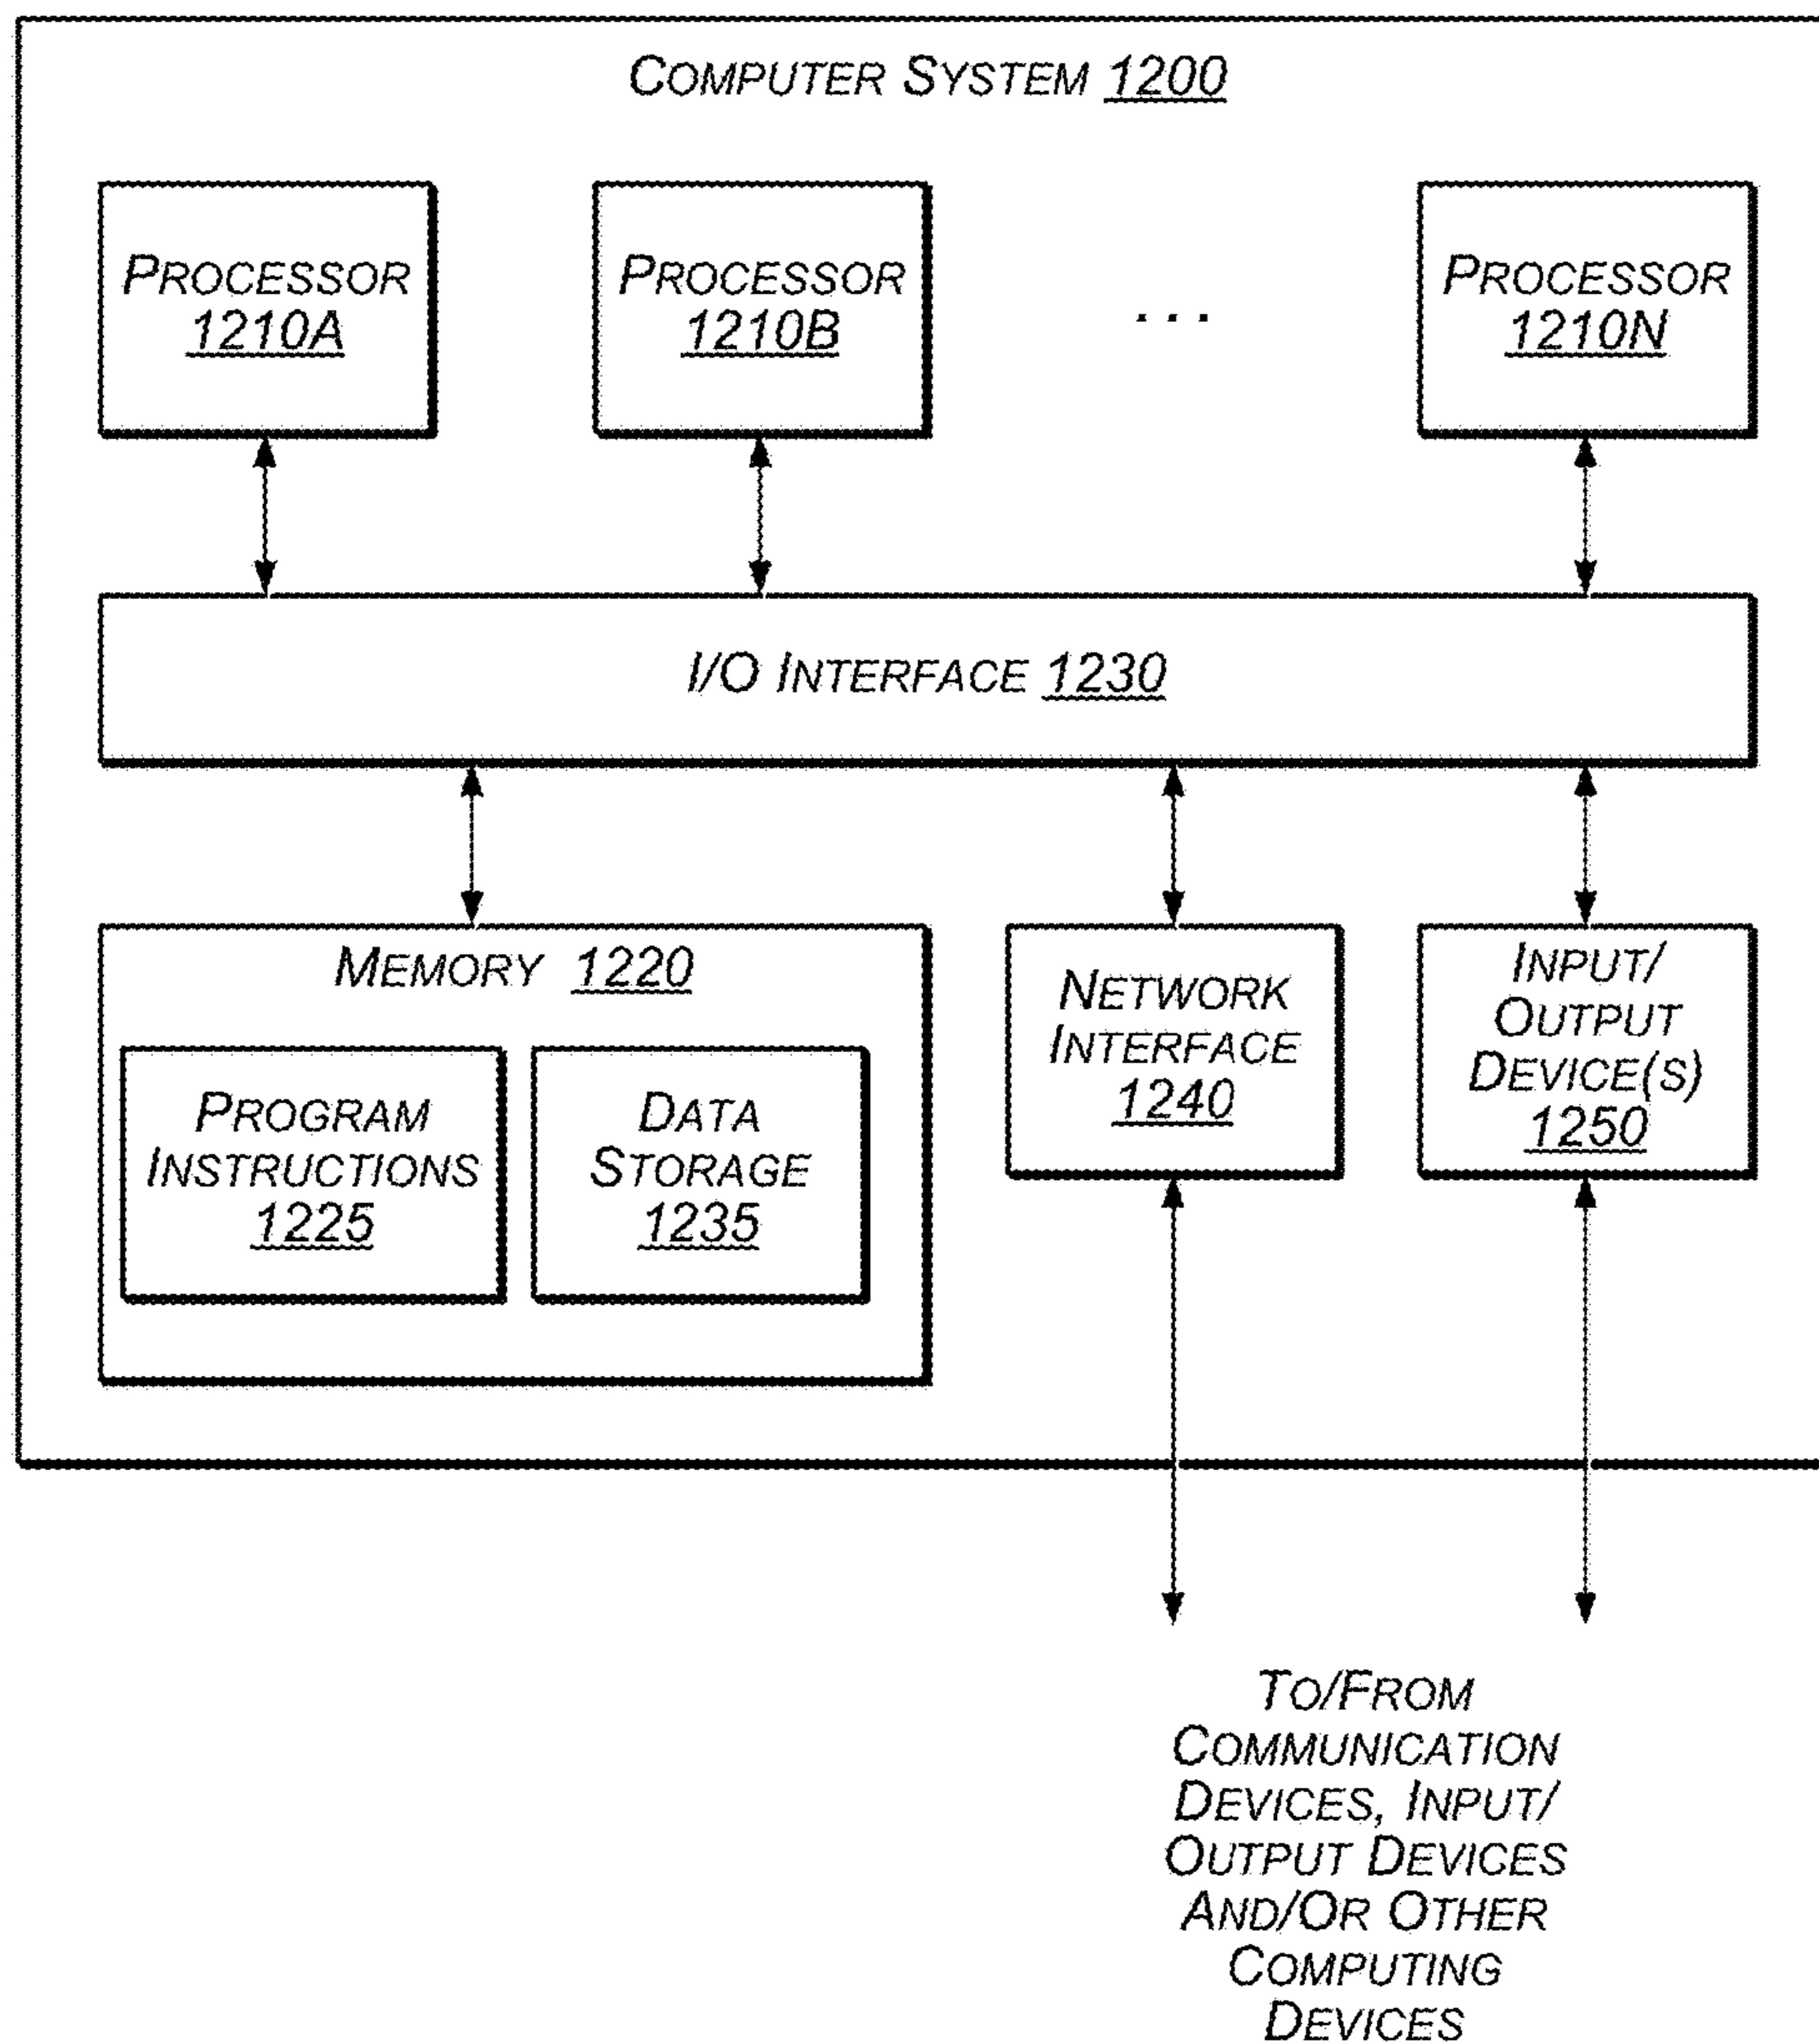 COMPUTER SYSTEM 1200
PROCESSOR
1210A
PROCESSOR
1210B
...
PROCESSOR
1210N
I/O INTERFACE 1230
MEMORY 1220
PROGRAM
INSTRUCTIONS
1225
DATA
STORAGE
1235
NETWORK
INTERFACE
1240
INPUT/
OUTPUT
DEVICE(S)
1250
TO/FROM
COMMUNICATION
DEVICES, INPUT/
OUTPUT DEVICES
AND/OR OTHER
COMPUTING
DEVICES